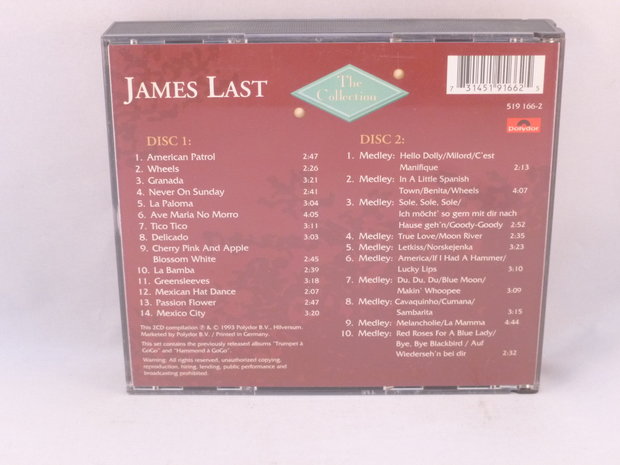 JAMES LAST
The
Collection
7 31451 91662 5
519 166-2
Polydor
DISC 1:
1. American Patrol 2:47
2. Wheels 2:26
3. Granada 3:21
4. Never On Sunday 2:41
5. La Paloma 3:04
6. Ave Maria No Morro 4:05
7. Tico Tico 3:11
8. Delicado 3:03
9. Cherry Pink And Apple
Blossom White 2:45
10. La Bamba 2:39
11. Greensleeves 3:18
12. Mexican Hat Dance 2:40
13. Passion Flower 2:47
14. Mexico City 3:20
This 2CD compilation ℗ & ©: 1993 Polydor B.V., Hilversum.
Marketed by Polydor B.V. / Printed in Germany.
This set contains the previously released albums "Trumpet à
GoGo" and "Hammond à GoGo".
Warning: All rights reserved, unauthorized copying,
reproduction, hiring, lending, public performance and
broadcasting prohibited.
DISC 2:
1. Medley: Hello Dolly/Milord/C'est
Manifique 2:13
2. Medley: In A Little Spanish
Town/Benita/Wheels 4:07
3. Medley: Sole, Sole, Sole/
Ich möcht' so gern mit dir nach
Hause geh'n/Goody-Goody 2:52
4. Medley: True Love/Moon River 2:35
5. Medley: Letkiss/Norskejenka 3:23
6. Medley: America/If I Had A Hammer/
Lucky Lips 3:10
7. Medley: Du, Du, Du/Blue Moon/
Makin' Whoopee 3:09
8. Medley: Cavaquinho/Cumana/
Sambarita 3:15
9. Medley: Melancholie/La Mamma 4:44
10. Medley: Red Roses For A Blue Lady/
Bye, Bye Blackbird / Auf
Wiederseh'n bei dir 2:32